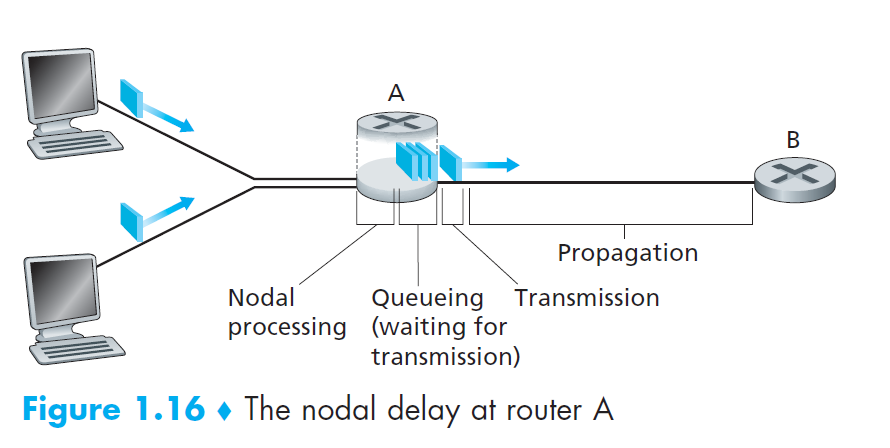 A
B
Propagation
Nodal
processing
Queueing
(waiting for
transmission)
Transmission
Figure 1.16 ♦ The nodal delay at router A